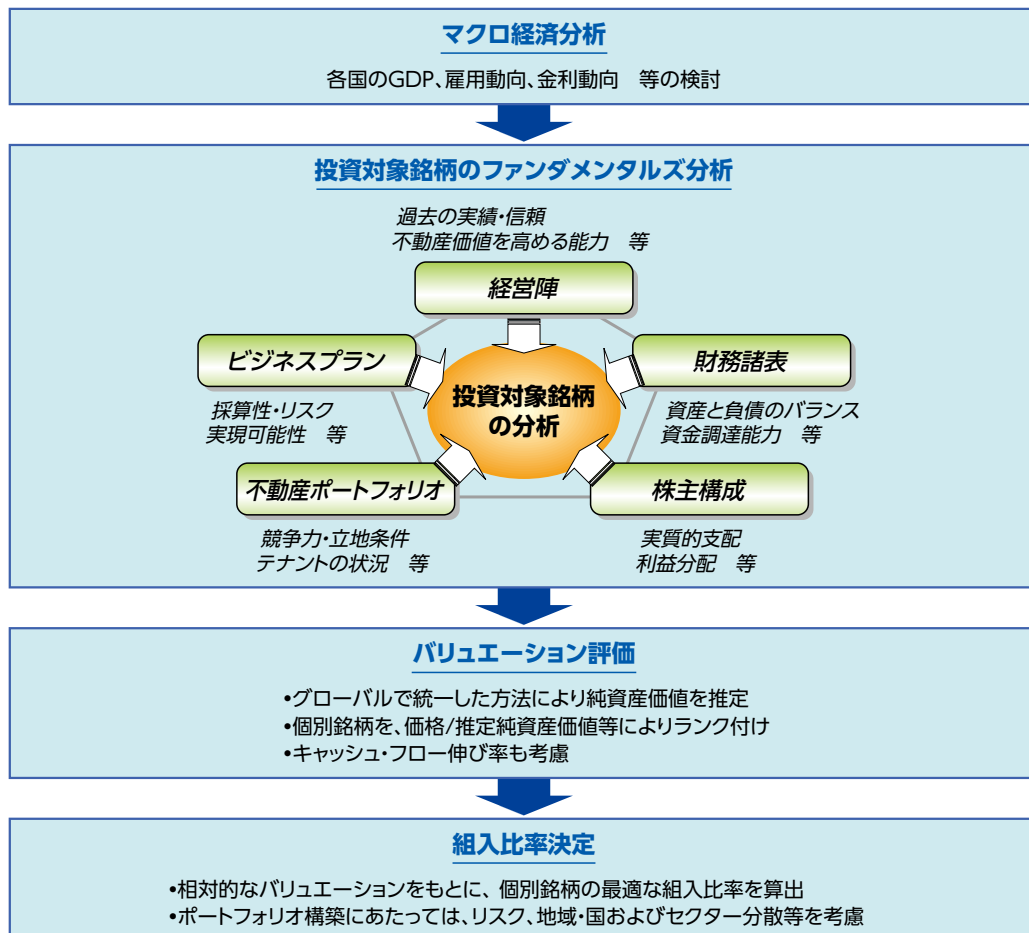 マクロ経済分析
各国のGDP、雇用動向、金利動向　等の検討
投資対象銘柄のファンダメンタルズ分析
過去の実績・信頼
不動産価値を高める能力　等
経営陣
ビジネスプラン
採算性・リスク
実現可能性　等
財務諸表
資産と負債のバランス
資金調達能力　等
投資対象銘柄
の分析
不動産ポートフォリオ
競争力・立地条件
テナントの状況　等
株主構成
実質的支配
利益分配　等
バリュエーション評価
•グローバルで統一した方法により純資産価値を推定
•個別銘柄を、価格/推定純資産価値等によりランク付け
•キャッシュ・フロー伸び率も考慮
組入比率決定
•相対的なバリュエーションをもとに、個別銘柄の最適な組入比率を算出
•ポートフォリオ構築にあたっては、リスク、地域・国およびセクター分散等を考慮